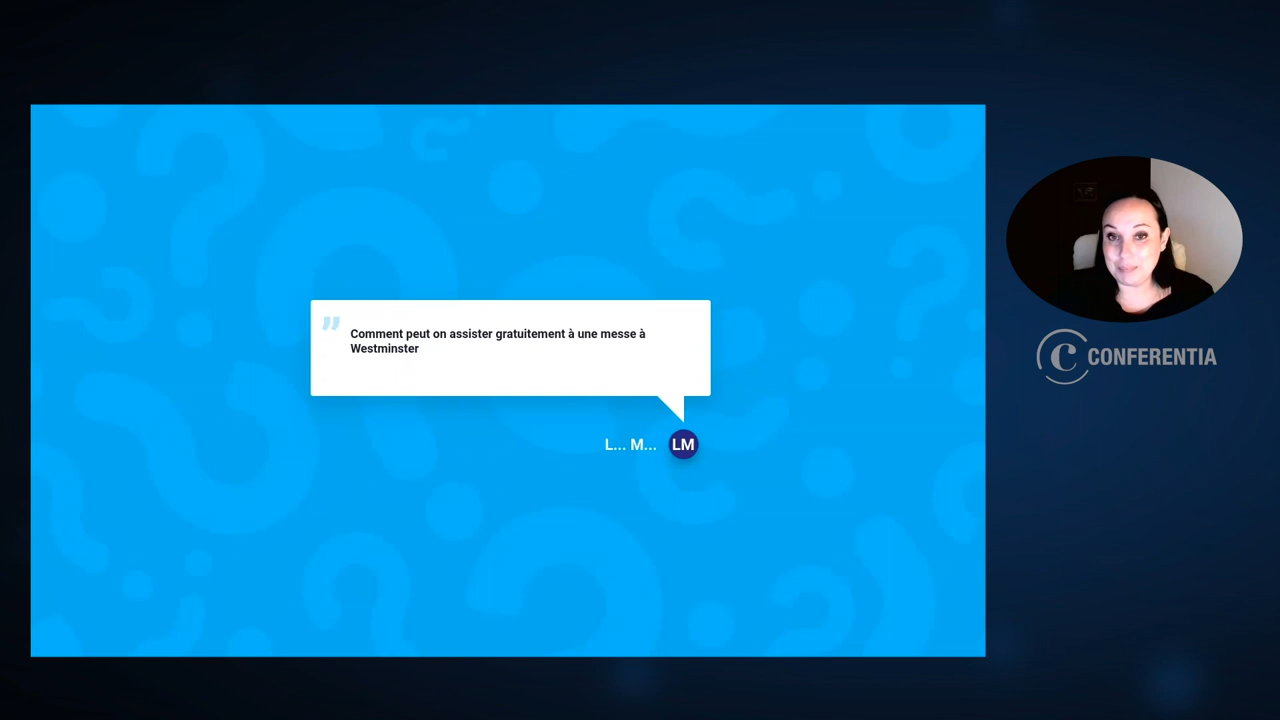 Comment peut on assister gratuitement à une messe à
Westminster
L... M...
LM
C CONFERENTIA